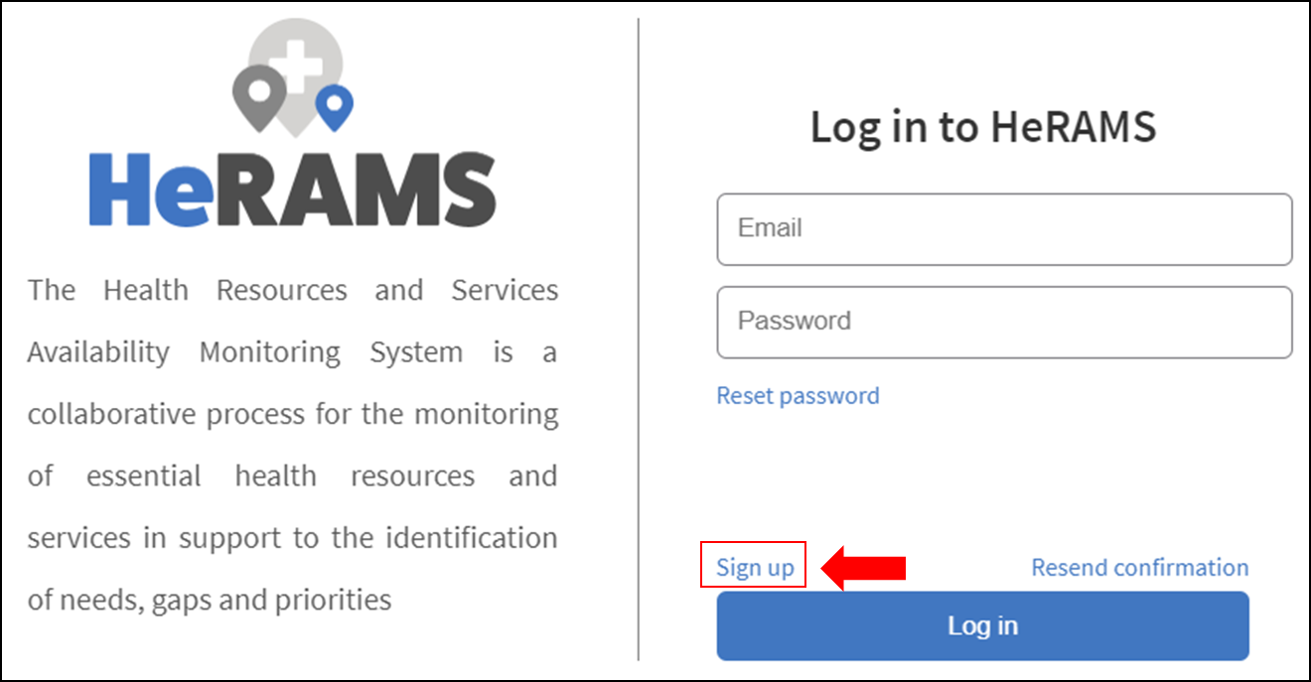 HeRAMS
The Health Resources and Services
Availability Monitoring System is a
collaborative process for the monitoring
of essential health resources and
services in support to the identification
of needs, gaps and priorities
Log in to HeRAMS
Email
Password
Reset password
Sign up
Resend confirmation
Log in